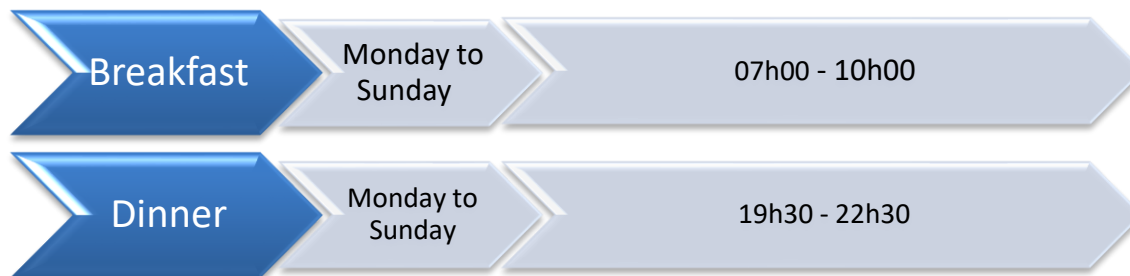 Breakfast
Monday to
Sunday
07h00 - 10h00
Dinner
Monday to
Sunday
19h30 - 22h30